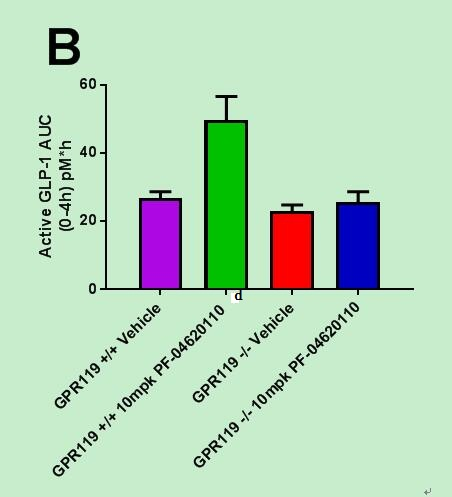 B
Active GLP-1 AUC
(0-4h) pM*h
60
40
20
0
d
GPR119 +/+ Vehicle
GPR119 +/+ 10mpk PF-04620110
GPR119 -/- Vehicle
GPR119 -/- 10mpk PF-04620110